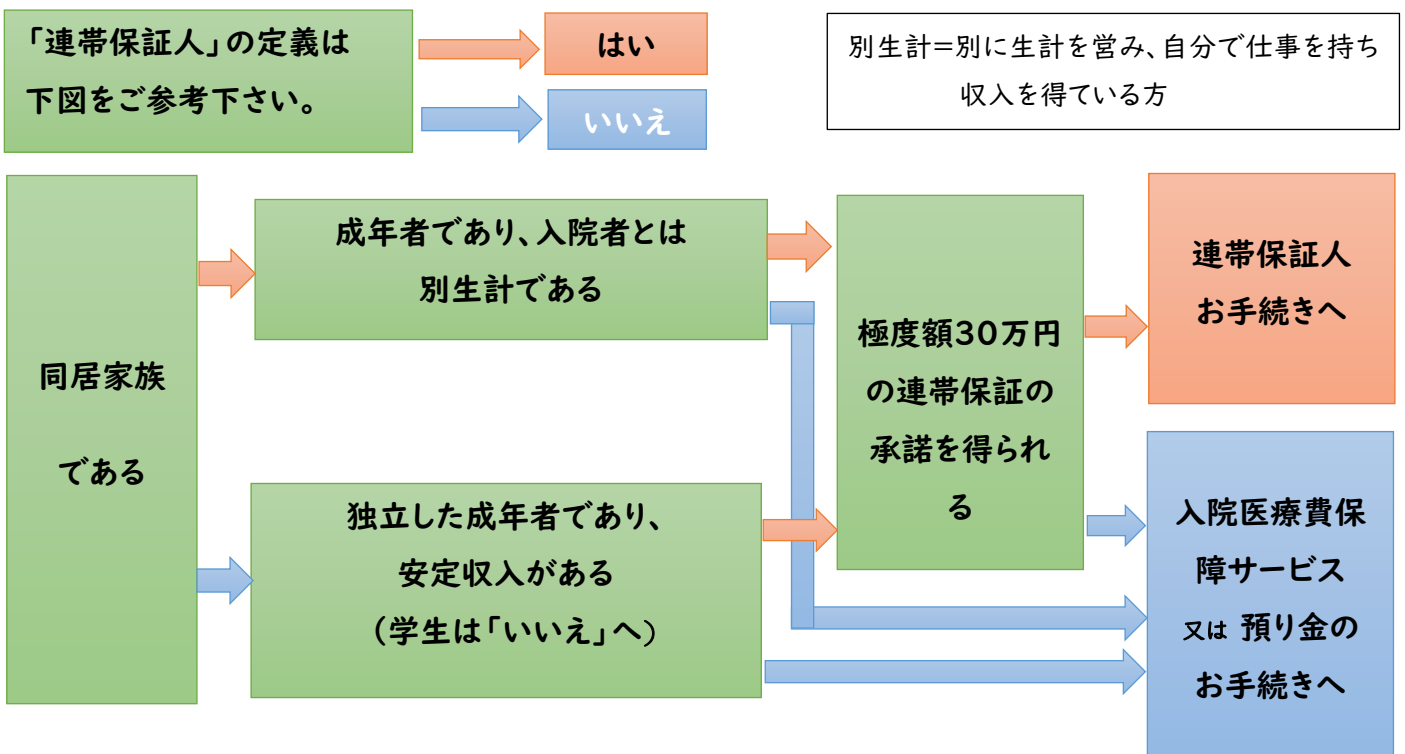 「連帯保証人」の定義は
下図をご参考下さい。
はい
いいえ
別生計=別に生計を営み、自分で仕事を持ち
収入を得ている方
同居家族
である
成年者であり、入院者とは
別生計である
独立した成年者であり、
安定収入がある
(学生は「いいえ」へ)
極度額30万円
の連帯保証の
承諾を得られ
る
連帯保証人
お手続きへ
入院医療費保
障サービス
又は 預り金の
お手続きへ